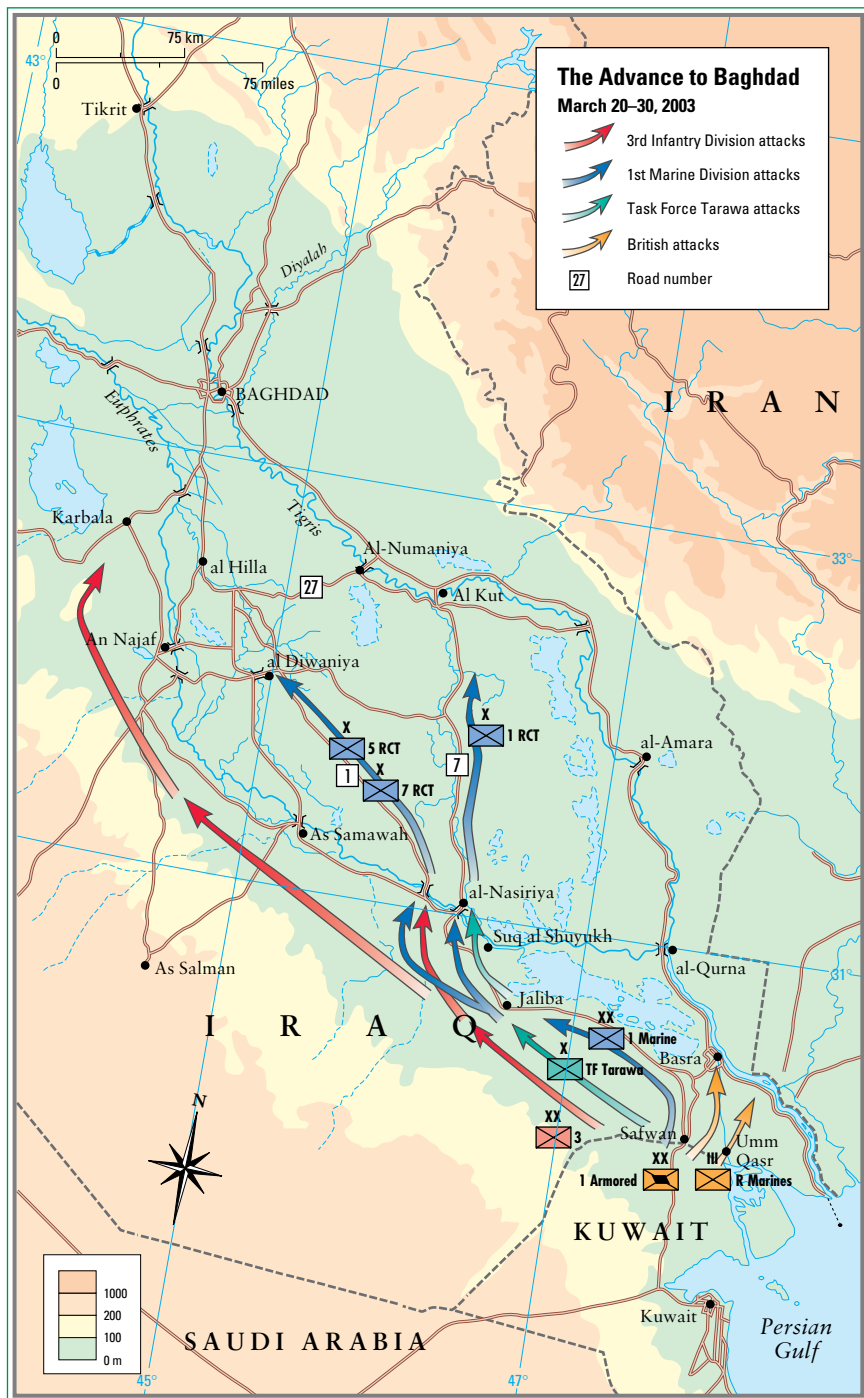 0 75 km
0 75 miles
43°
The Advance to Baghdad
March 20–30, 2003
3rd Infantry Division attacks
1st Marine Division attacks
Task Force Tarawa attacks
British attacks
27 Road number
Tikrit
Diyalah
BAGHDAD
I R A N
Euphrates
Tigris
Karbala
al Hilla
Al-Numaniya
33°
27
Al Kut
An Najaf
al Diwaniya
X
5 RCT
X
1 RCT
1
7
X
7 RCT
al-Amara
As Samawah
al-Nasiriya
Suq al Shuyukh
al-Qurna
As Salman
31°
Jaliba
I R A Q
XX
1 Marine
Basra
X
TF Tarawa
N
XX
3
Safwan
Umm
Qasr
XX
1 Armored
III
R Marines
KUWAIT
1000
200
100
0 m
Kuwait
SAUDI ARABIA
Persian
Gulf
45°
47°